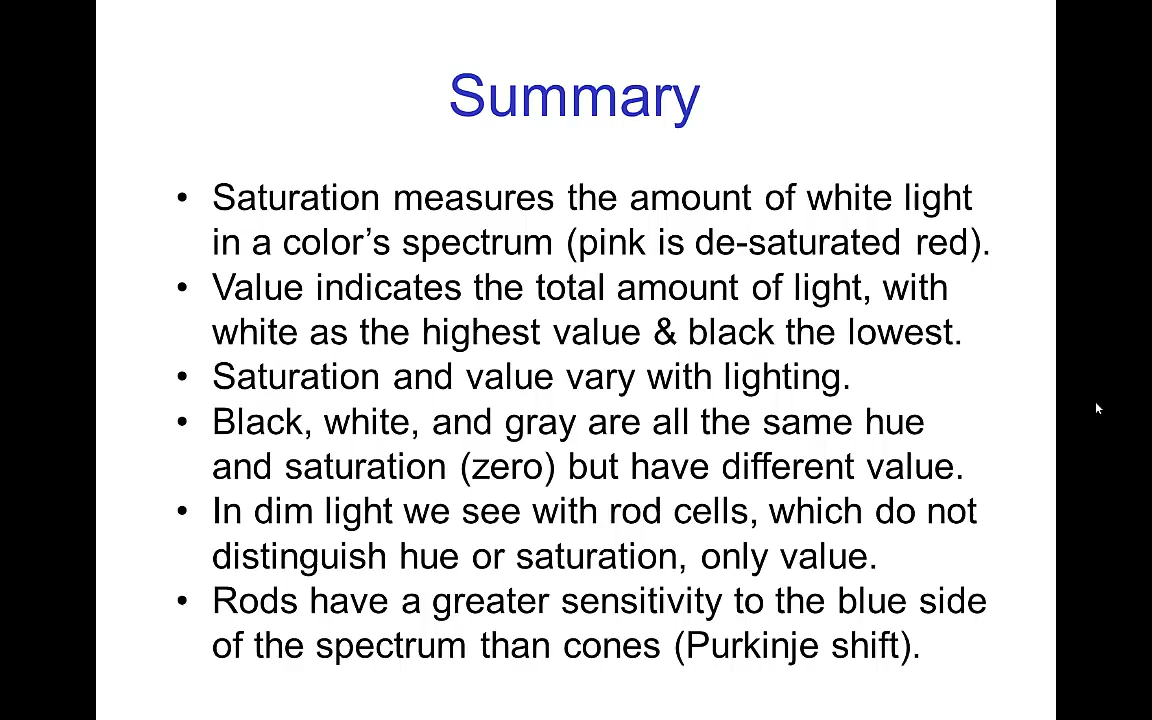 Summary
• Saturation measures the amount of white light
in a color’s spectrum (pink is de-saturated red).
• Value indicates the total amount of light, with
white as the highest value & black the lowest.
• Saturation and value vary with lighting.
• Black, white, and gray are all the same hue
and saturation (zero) but have different value.
• In dim light we see with rod cells, which do not
distinguish hue or saturation, only value.
• Rods have a greater sensitivity to the blue side
of the spectrum than cones (Purkinje shift).